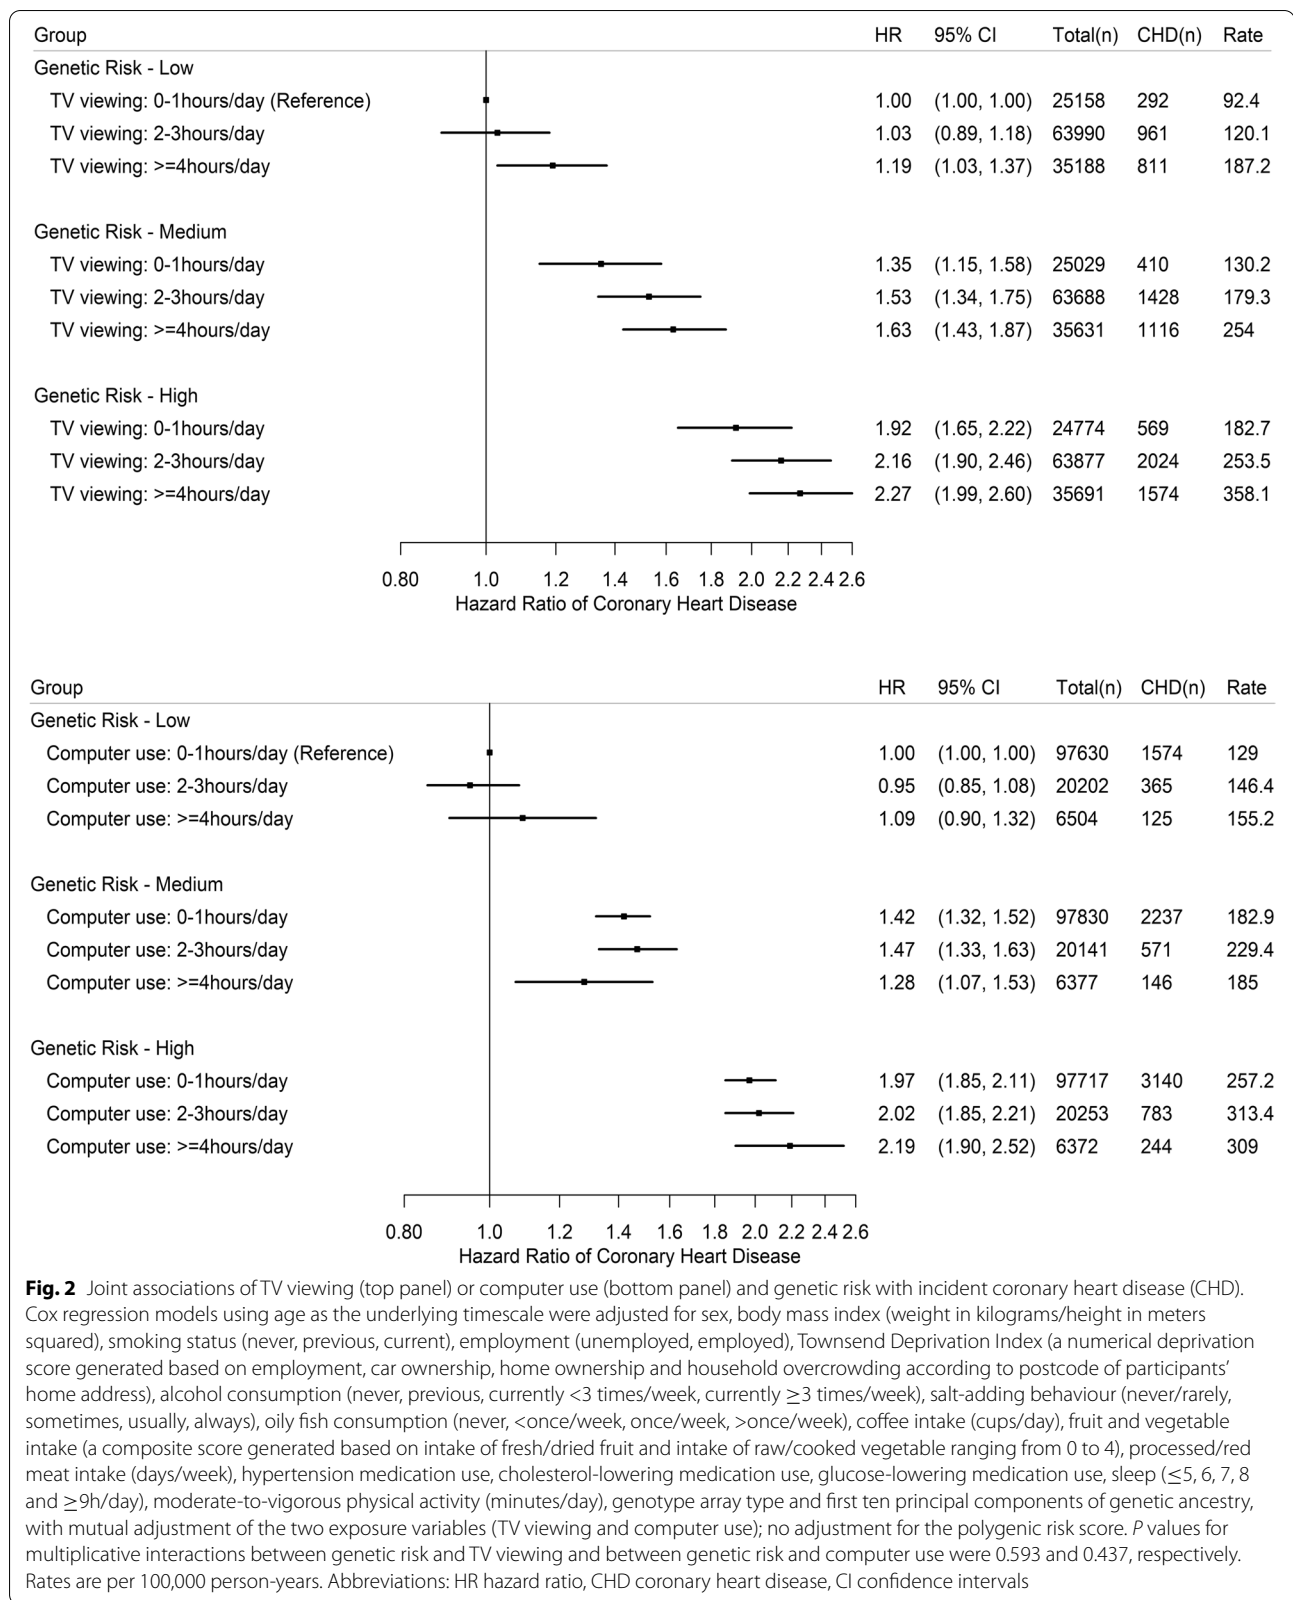 Group HR 95% CI Total(n) CHD(n) Rate
Genetic Risk - Low
TV viewing: 0-1hours/day (Reference) 1.00 (1.00, 1.00) 25158 292 92.4
TV viewing: 2-3hours/day 1.03 (0.89, 1.18) 63990 961 120.1
TV viewing: >=4hours/day 1.19 (1.03, 1.37) 35188 811 187.2
Genetic Risk - Medium
TV viewing: 0-1hours/day 1.35 (1.15, 1.58) 25029 410 130.2
TV viewing: 2-3hours/day 1.53 (1.34, 1.75) 63688 1428 179.3
TV viewing: >=4hours/day 1.63 (1.43, 1.87) 35631 1116 254
Genetic Risk - High
TV viewing: 0-1hours/day 1.92 (1.65, 2.22) 24774 569 182.7
TV viewing: 2-3hours/day 2.16 (1.90, 2.46) 63877 2024 253.5
TV viewing: >=4hours/day 2.27 (1.99, 2.60) 35691 1574 358.1
0.80 1.0 1.2 1.4 1.6 1.8 2.0 2.2 2.4 2.6
Hazard Ratio of Coronary Heart Disease
Group HR 95% CI Total(n) CHD(n) Rate
Genetic Risk - Low
Computer use: 0-1hours/day (Reference) 1.00 (1.00, 1.00) 97630 1574 129
Computer use: 2-3hours/day 0.95 (0.85, 1.08) 20202 365 146.4
Computer use: >=4hours/day 1.09 (0.90, 1.32) 6504 125 155.2
Genetic Risk - Medium
Computer use: 0-1hours/day 1.42 (1.32, 1.52) 97830 2237 182.9
Computer use: 2-3hours/day 1.47 (1.33, 1.63) 20141 571 229.4
Computer use: >=4hours/day 1.28 (1.07, 1.53) 6377 146 185
Genetic Risk - High
Computer use: 0-1hours/day 1.97 (1.85, 2.11) 97717 3140 257.2
Computer use: 2-3hours/day 2.02 (1.85, 2.21) 20253 783 313.4
Computer use: >=4hours/day 2.19 (1.90, 2.52) 6372 244 309
0.80 1.0 1.2 1.4 1.6 1.8 2.0 2.2 2.4 2.6
Hazard Ratio of Coronary Heart Disease
Fig. 2 Joint associations of TV viewing (top panel) or computer use (bottom panel) and genetic risk with incident coronary heart disease (CHD).
Cox regression models using age as the underlying timescale were adjusted for sex, body mass index (weight in kilograms/height in meters
squared), smoking status (never, previous, current), employment (unemployed, employed), Townsend Deprivation Index (a numerical deprivation
score generated based on employment, car ownership, home ownership and household overcrowding according to postcode of participants'
home address), alcohol consumption (never, previous, currently <3 times/week, currently ≥3 times/week), salt-adding behaviour (never/rarely,
sometimes, usually, always), oily fish consumption (never, <once/week, once/week, >once/week), coffee intake (cups/day), fruit and vegetable
intake (a composite score generated based on intake of fresh/dried fruit and intake of raw/cooked vegetable ranging from 0 to 4), processed/red
meat intake (days/week), hypertension medication use, cholesterol-lowering medication use, glucose-lowering medication use, sleep (≤5, 6, 7, 8
and ≥9h/day), moderate-to-vigorous physical activity (minutes/day), genotype array type and first ten principal components of genetic ancestry,
with mutual adjustment of the two exposure variables (TV viewing and computer use); no adjustment for the polygenic risk score. P values for
multiplicative interactions between genetic risk and TV viewing and between genetic risk and computer use were 0.593 and 0.437, respectively.
Rates are per 100,000 person-years. Abbreviations: HR hazard ratio, CHD coronary heart disease, CI confidence intervals